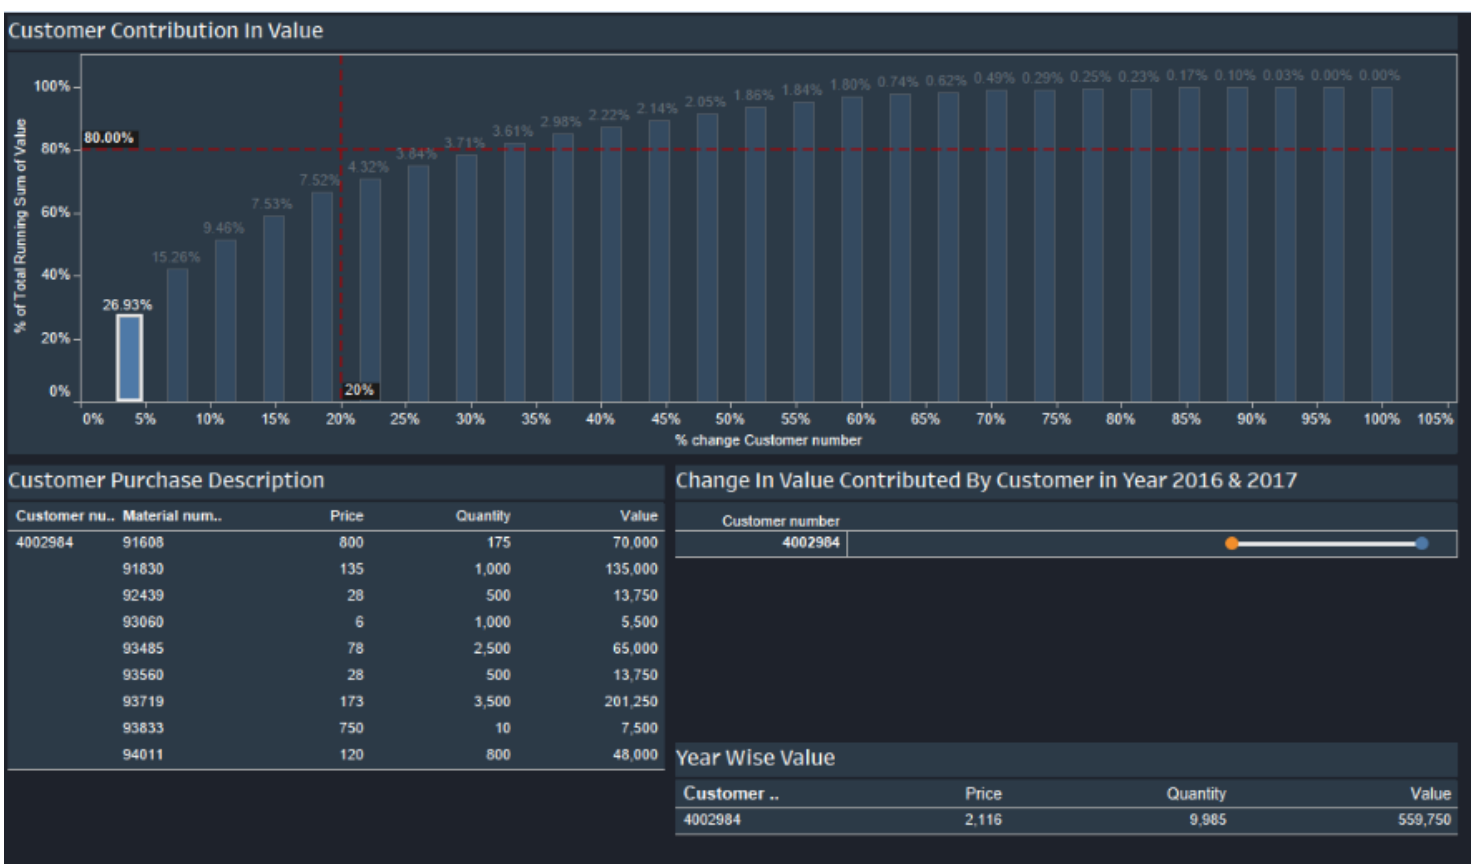 Customer Contribution In Value
% of Total Running Sum of Value
100%
80%
60%
40%
20%
0%
80.00%
20%
26.93%
15.26%
9.46%
7.53%
7.52%
4.32%
3.84%
3.71%
3.61%
2.98%
2.22%
2.14%
2.05%
1.86%
1.84%
1.80%
0.74%
0.62%
0.49%
0.29%
0.25%
0.23%
0.17%
0.10%
0.03%
0.00%
0.00%
0% 5% 10% 15% 20% 25% 30% 35% 40% 45% 50% 55% 60% 65% 70% 75% 80% 85% 90% 95% 100% 105%
% change Customer number
Customer Purchase Description
Customer nu.. Material num.. Price Quantity Value
4002984 91608 800 175 70,000
91830 135 1,000 135,000
92439 28 500 13,750
93060 6 1,000 5,500
93485 78 2,500 65,000
93560 28 500 13,750
93719 173 3,500 201,250
93833 750 10 7,500
94011 120 800 48,000
Change In Value Contributed By Customer in Year 2016 & 2017
Customer number
4002984
Year Wise Value
Customer .. Price Quantity Value
4002984 2,116 9,985 559,750